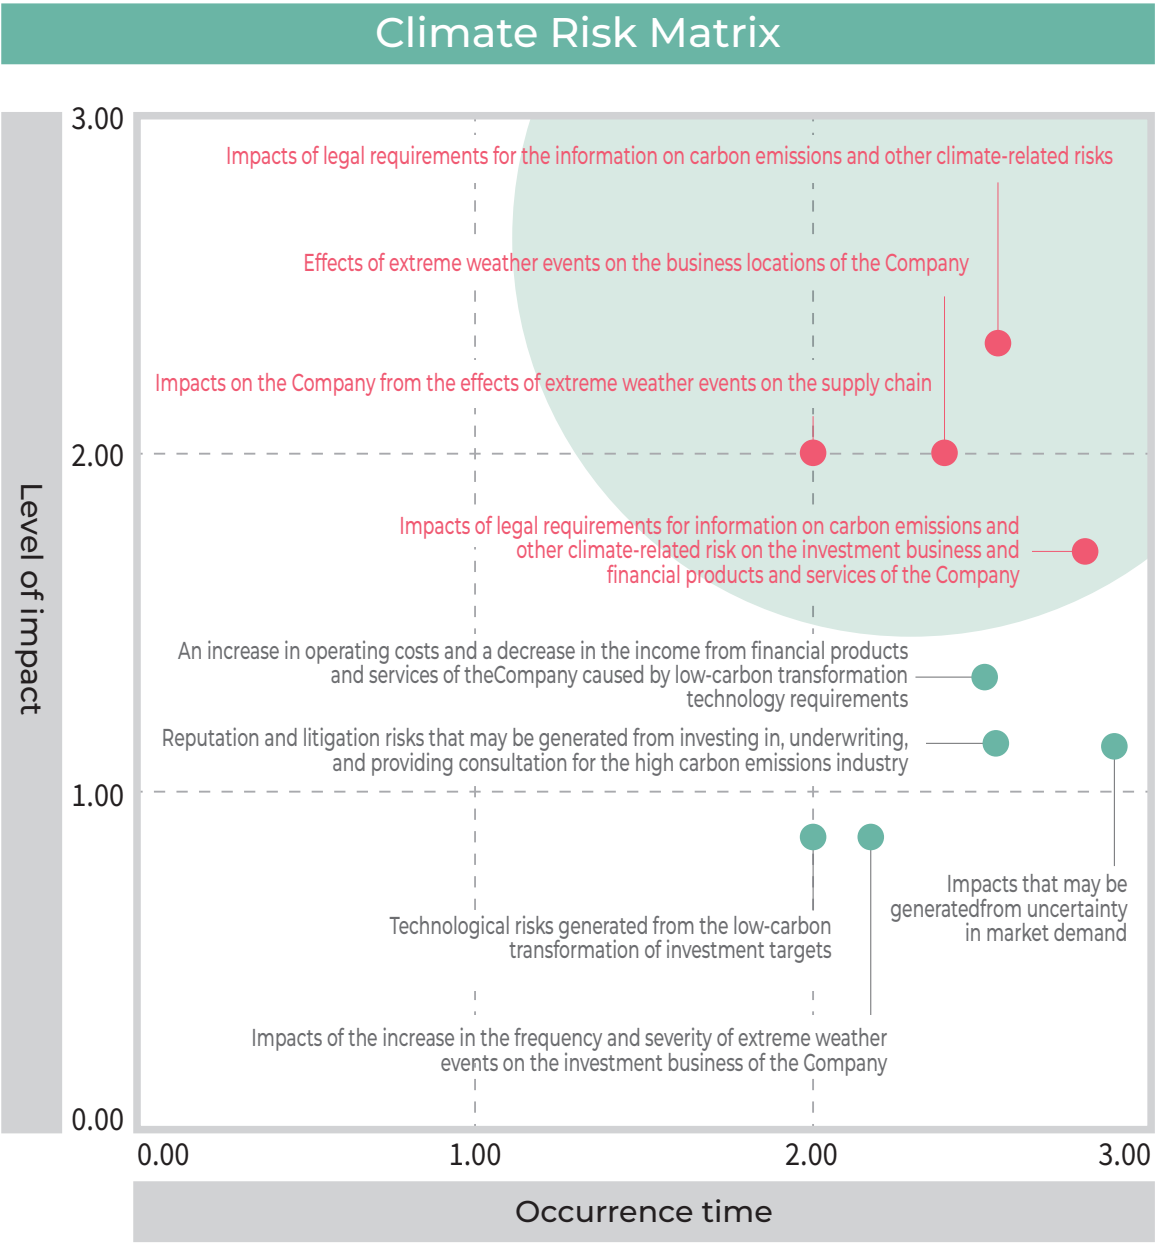 Climate Risk Matrix
3.00
Impacts of legal requirements for the information on carbon emissions and other climate-related risks
Effects of extreme weather events on the business locations of the Company
Impacts on the Company from the effects of extreme weather events on the supply chain
2.00
Level of impact
Impacts of legal requirements for information on carbon emissions and
other climate-related risk on the investment business and
financial products and services of the Company
An increase in operating costs and a decrease in the income from financial products
and services of theCompany caused by low-carbon transformation
technology requirements
Reputation and litigation risks that may be generated from investing in, underwriting,
and providing consultation for the high carbon emissions industry
1.00
Impacts that may be
generatedfrom uncertainty
in market demand
Technological risks generated from the low-carbon
transformation of investment targets
Impacts of the increase in the frequency and severity of extreme weather
events on the investment business of the Company
0.00
0.00 1.00 2.00 3.00
Occurrence time